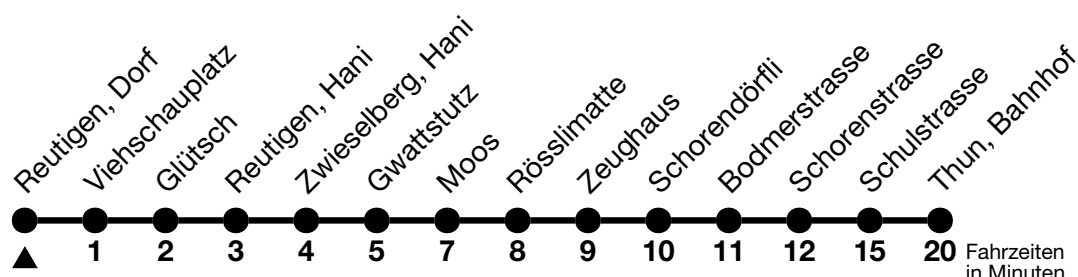 Reutigen, Dorf
Viehschauplatz
Glütsch
Reutigen, Hani
Zwieselberg, Hani
Gwattstutz
Moos
Rösslimatte
Zeughaus
Schorendörfli
Bodmerstrasse
Schorenstrasse
Schulstrasse
Thun, Bahnhof
1 2 3 4 5 7 8 9 10 11 12 15 20 Fahrzeiten
in Minuten